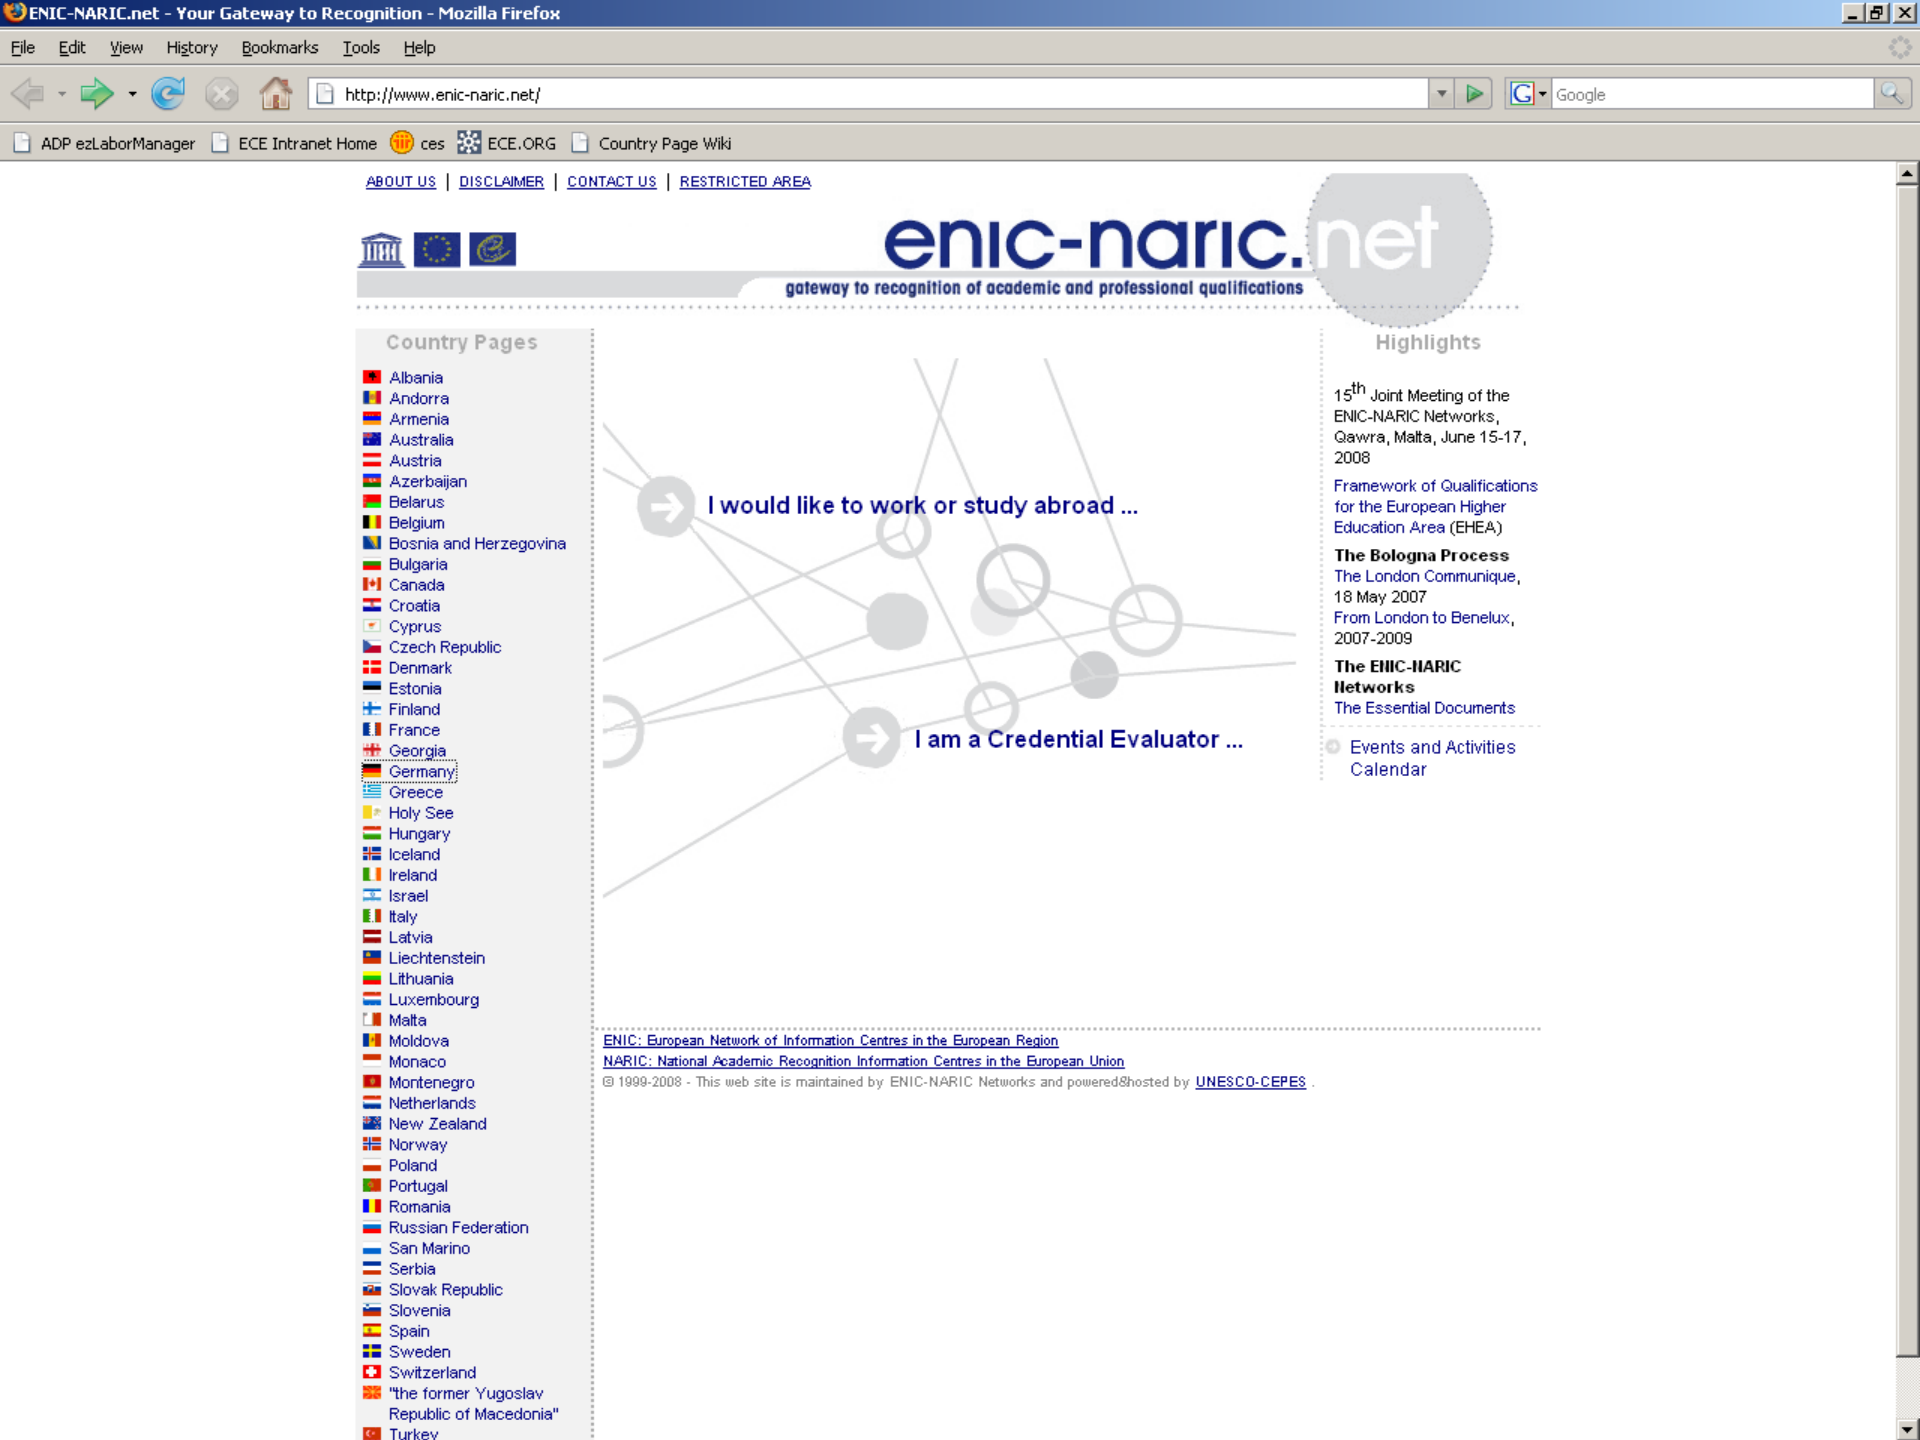 ENIC-NARIC.net - Your Gateway to Recognition - Mozilla Firefox
File Edit View History Bookmarks Tools Help
http://www.enic-naric.net/
Google
ADP ezLaborManager ECE Intranet Home ces ECE.ORG Country Page Wiki
ABOUT US | DISCLAIMER | CONTACT US | RESTRICTED AREA
enic-naric.net
gateway to recognition of academic and professional qualifications
Country Pages
Albania
Andorra
Armenia
Australia
Austria
Azerbaijan
Belarus
Belgium
Bosnia and Herzegovina
Bulgaria
Canada
Croatia
Cyprus
Czech Republic
Denmark
Estonia
Finland
France
Georgia
Germany
Greece
Holy See
Hungary
Iceland
Ireland
Israel
Italy
Latvia
Liechtenstein
Lithuania
Luxembourg
Malta
Moldova
Monaco
Montenegro
Netherlands
New Zealand
Norway
Poland
Portugal
Romania
Russian Federation
San Marino
Serbia
Slovak Republic
Slovenia
Spain
Sweden
Switzerland
"the former Yugoslav
Republic of Macedonia"
Turkey
I would like to work or study abroad ...
I am a Credential Evaluator ...
Highlights
15th Joint Meeting of the
ENIC-NARIC Networks,
Qawra, Malta, June 15-17,
2008
Framework of Qualifications
for the European Higher
Education Area (EHEA)
The Bologna Process
The London Communique,
18 May 2007
From London to Benelux,
2007-2009
The ENIC-NARIC
Networks
The Essential Documents
Events and Activities
Calendar
ENIC: European Network of Information Centres in the European Region
NARIC: National Academic Recognition Information Centres in the European Union
© 1999-2008 - This web site is maintained by ENIC-NARIC Networks and powered&hosted by UNESCO-CEPES .